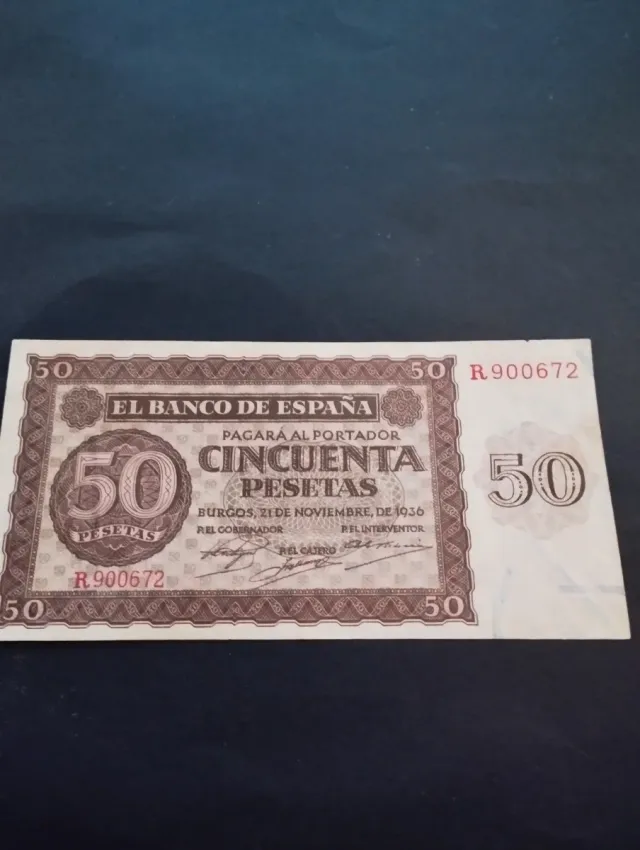 50 50
R900672
EL BANCO DE ESPAÑA
PAGARÁ AL PORTADOR
CINCUENTA
PESETAS
50
PESETAS
50
BURGOS, 21 DE NOVIEMBRE, DE 1936
P.EL GOBERNADOR P.EL INTERVENTOR
P.EL CAJERO
R900672
50 50